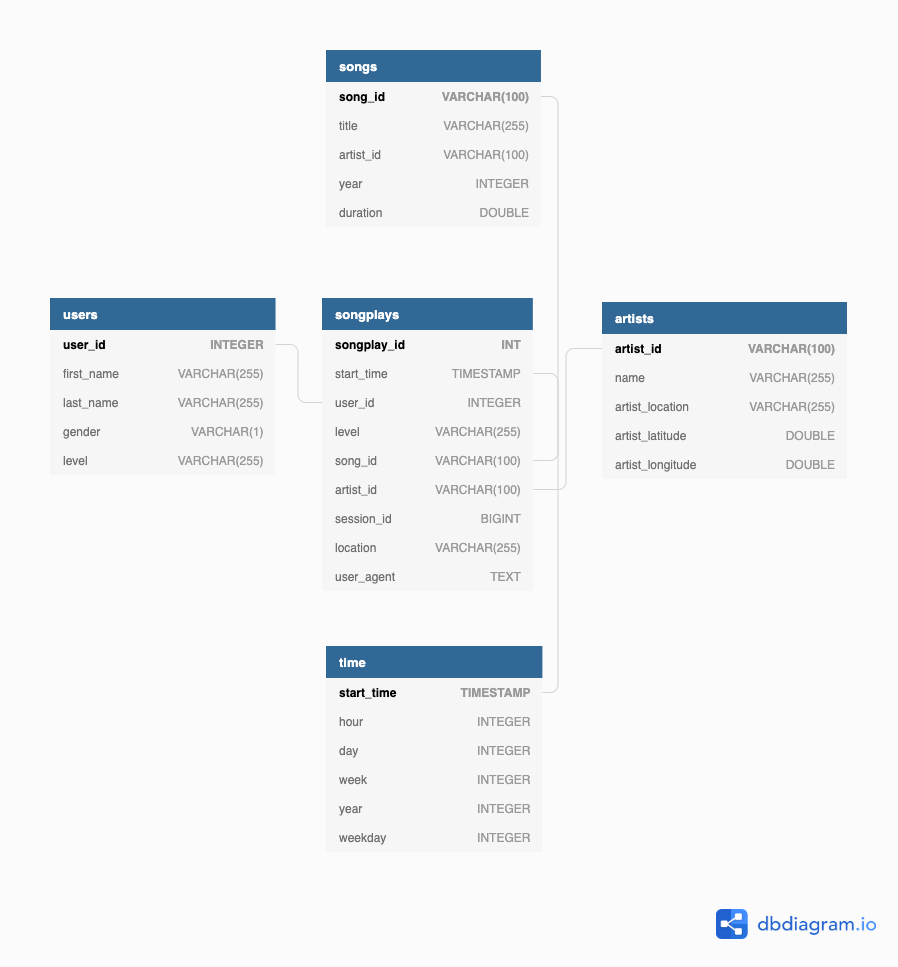 songs
song_id VARCHAR(100)
title VARCHAR(255)
artist_id VARCHAR(100)
year INTEGER
duration DOUBLE
users
user_id INTEGER
first_name VARCHAR(255)
last_name VARCHAR(255)
gender VARCHAR(1)
level VARCHAR(255)
songplays
songplay_id INT
start_time TIMESTAMP
user_id INTEGER
level VARCHAR(255)
song_id VARCHAR(100)
artist_id VARCHAR(100)
session_id BIGINT
location VARCHAR(255)
user_agent TEXT
artists
artist_id VARCHAR(100)
name VARCHAR(255)
artist_location VARCHAR(255)
artist_latitude DOUBLE
artist_longitude DOUBLE
time
start_time TIMESTAMP
hour INTEGER
day INTEGER
week INTEGER
year INTEGER
weekday INTEGER
dbdiagram.io